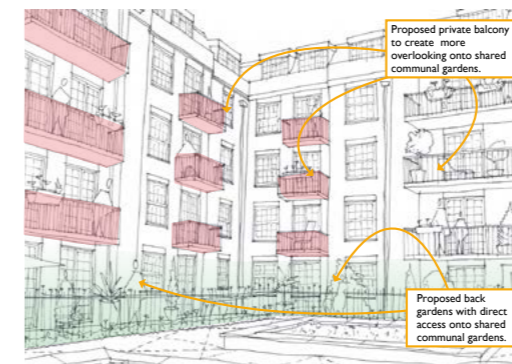 Proposed private balcony
to create more
overlooking onto shared
communal gardens.
Proposed back
gardens with direct
access onto shared
communal gardens.